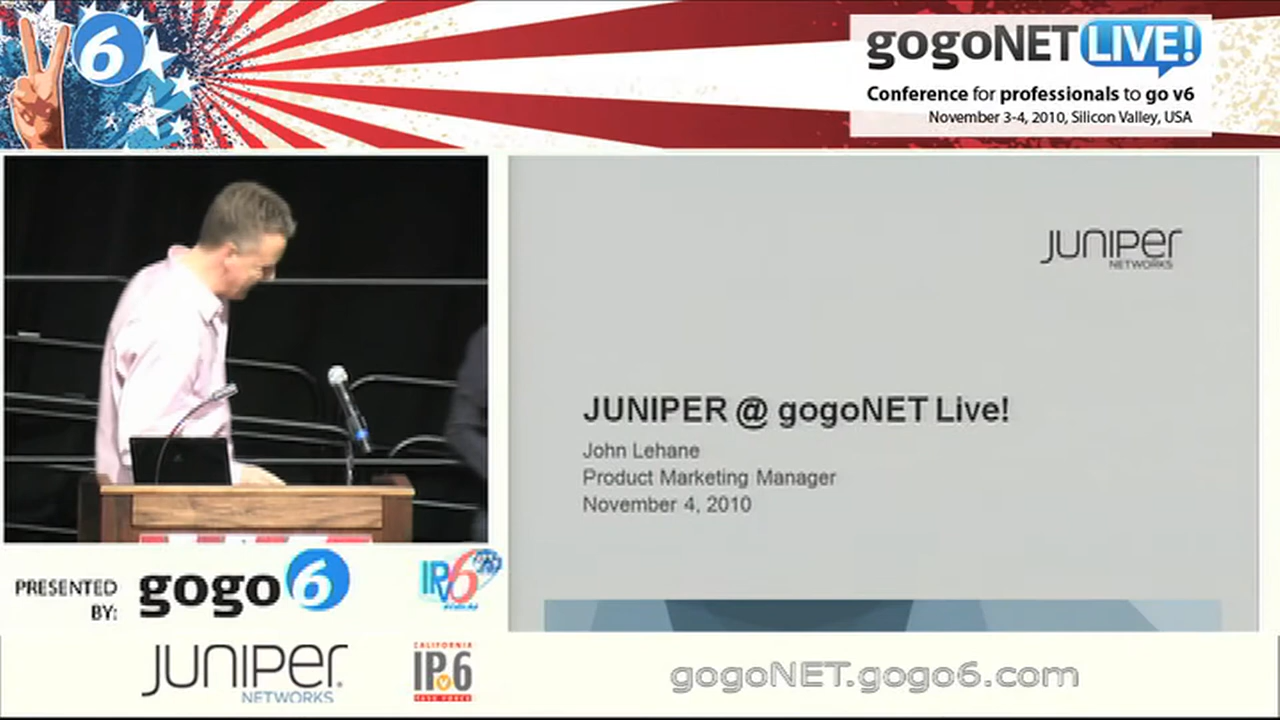 6
gogoNET LIVE!
Conference for professionals to go v6
November 3-4, 2010, Silicon Valley, USA
JUNIPER
NETWORKS
JUNIPER @ gogoNET Live!
John Lehane
Product Marketing Manager
November 4, 2010
PRESENTED
BY:
gogo6
IPv6
JUNIPER
NETWORKS
CALIFORNIA
IPv6
TASK FORCE
gogoNET.gogo6.com